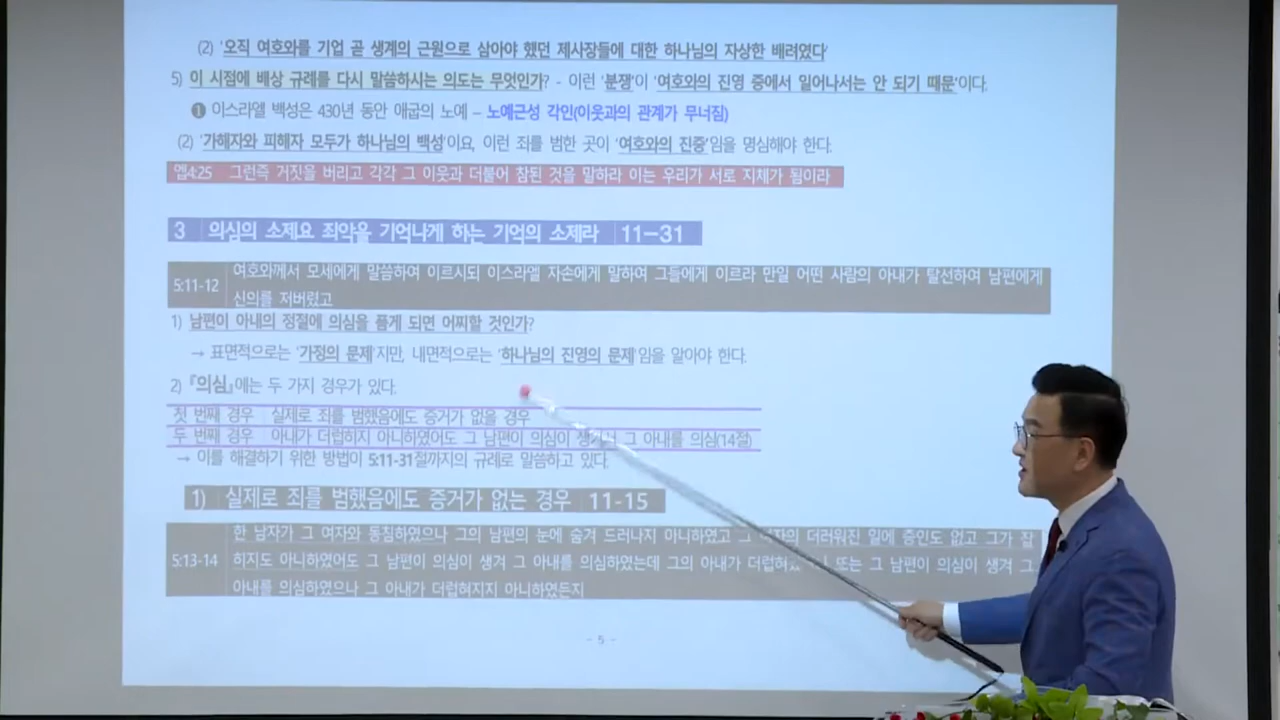 (2) '오직 여호와를 기업 곧 생계의 근원으로 삼아야 했던 제사장들에 대한 하나님의 자상한 배려였다'
5) 이 시점에 배상 규례를 다시 말씀하시는 의도는 무엇인가? - 이런 '분쟁'이 '여호와의 진영 중에서 일어나서는 안 되기 때문'이다.
❶ 이스라엘 백성은 430년 동안 애굽의 노예 – 노예근성 각인(이웃과의 관계가 무너짐)
(2) '가해자와 피해자 모두가 하나님의 백성'이요, 이런 죄를 범한 곳이 '여호와의 진중'임을 명심해야 한다.
엡4:25 그런즉 거짓을 버리고 각각 그 이웃과 더불어 참된 것을 말하라 이는 우리가 서로 지체가 됨이라
3 의심의 소제요 죄악을 기억나게 하는 기억의 소제라 11-31
5:11-12 여호와께서 모세에게 말씀하여 이르시되 이스라엘 자손에게 말하여 그들에게 이르라 만일 어떤 사람의 아내가 탈선하여 남편에게
신의를 저버렸고
1) 남편이 아내의 정절에 의심을 품게 되면 어찌할 것인가?
→ 표면적으로는 '가정의 문제'지만, 내면적으로는 '하나님의 진영의 문제'임을 알아야 한다.
2) 『의심』에는 두 가지 경우가 있다.
첫 번째 경우 실제로 죄를 범했음에도 증거가 없을 경우
두 번째 경우 아내가 더럽히지 아니하였어도 그 남편이 의심이 그 아내를 의심(14절)
→ 이를 해결하기 위한 방법이 5:11-31절까지의 규례로 말씀하고 있다.
1) 실제로 죄를 범했음에도 증거가 없는 경우 11-15
한 남자가 그 여자와 동침하였으나 그의 남편의 눈에 숨겨 드러나지 아니하였고 그 더러워진 일에 증인도 없고 그가 잡
5:13-14 히지도 아니하였어도 그 남편이 의심이 생겨 그 아내를 의심하였는데 그의 아내가 또는 그 남편이 의심이 생겨 그
아내를 의심하였으나 그 아내가 더럽혀지지 아니하였든지
- 5 -